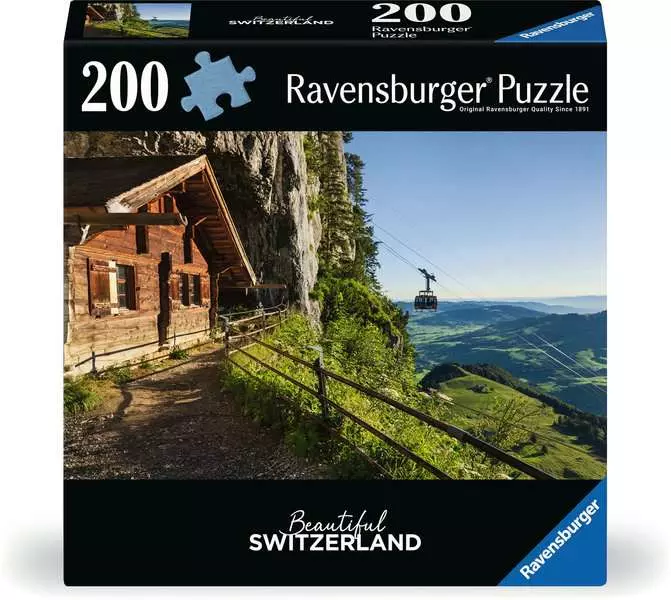 Beautiful
SWITZERLAND
200
Ravensburger
Puzzle
Ravensburger
200
Ravensburger® Puzzle
Original Ravensburger Quality Since 1891
Beautiful
SWITZERLAND
Ravensburger